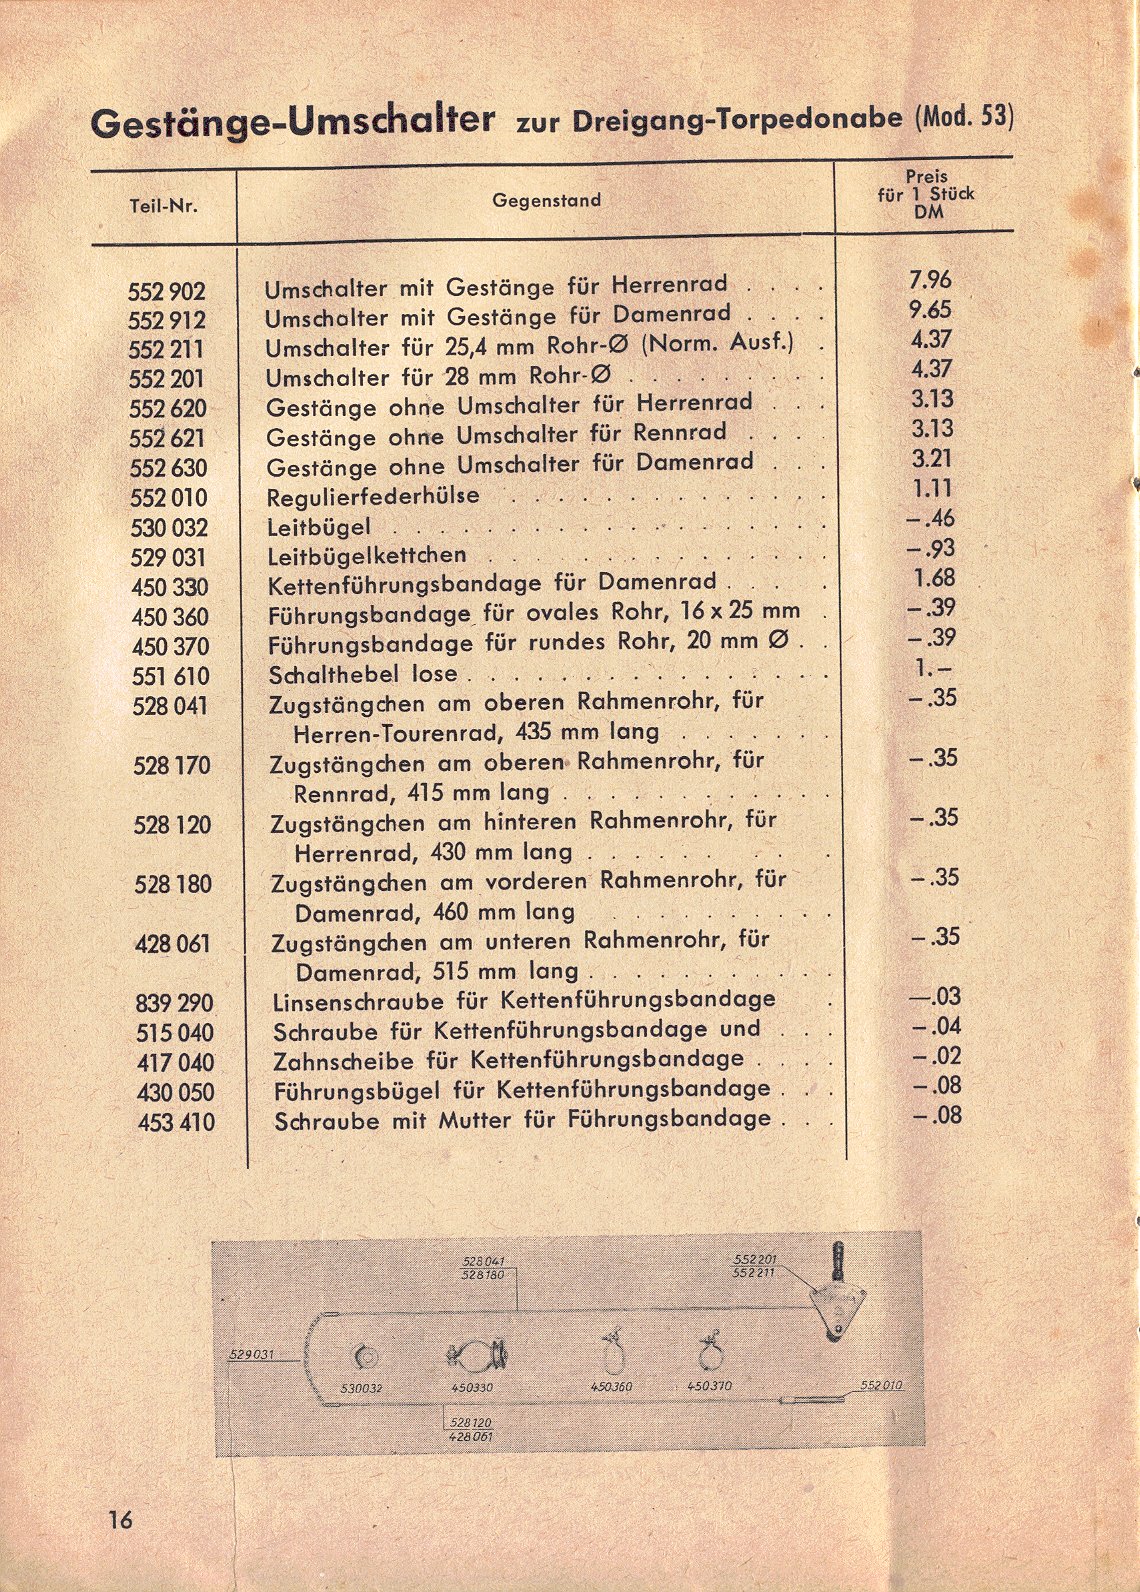 Gestänge-Umschalter zur Dreigang-Torpedonabe (Mod. 53)
Teil-Nr. Gegenstand Preis für 1 Stück DM
552 902 Umschalter mit Gestänge für Herrenrad . . . . 7.96
552 912 Umschalter mit Gestänge für Damenrad . . . . 9.65
552 211 Umschalter für 25,4 mm Rohr-Ø (Norm. Ausf.) . 4.37
552 201 Umschalter für 28 mm Rohr-Ø . . . . . . . . . 4.37
552 620 Gestänge ohne Umschalter für Herrenrad . . . 3.13
552 621 Gestänge ohne Umschalter für Rennrad . . . . 3.13
552 630 Gestänge ohne Umschalter für Damenrad . . . 3.21
552 010 Regulierfederhülse . . . . . . . . . . . . . . 1.11
530 032 Leitbügel . . . . . . . . . . . . . . . . . . . –.46
529 031 Leitbügelkettchen . . . . . . . . . . . . . . . –.93
450 330 Kettenführungsbandage für Damenrad . . . . . 1.68
450 360 Führungsbandage für ovales Rohr, 16 x 25 mm . –.39
450 370 Führungsbandage für rundes Rohr, 20 mm Ø . . –.39
551 610 Schalthebel lose . . . . . . . . . . . . . . . . 1.–
528 041 Zugstängchen am oberen Rahmenrohr, für –.35
Herren-Tourenrad, 435 mm lang . . . . . . .
528 170 Zugstängchen am oberen Rahmenrohr, für –.35
Rennrad, 415 mm lang . . . . . . . . . . . .
528 120 Zugstängchen am hinteren Rahmenrohr, für –.35
Herrenrad, 430 mm lang . . . . . . . . . . .
528 180 Zugstängchen am vorderen Rahmenrohr, für –.35
Damenrad, 460 mm lang . . . . . . . . . .
428 061 Zugstängchen am unteren Rahmenrohr, für –.35
Damenrad, 515 mm lang . . . . . . . . . . .
839 290 Linsenschraube für Kettenführungsbandage . —.03
515 040 Schraube für Kettenführungsbandage und . . . –.04
417 040 Zahnscheibe für Kettenführungsbandage . . . . –.02
430 050 Führungsbügel für Kettenführungsbandage . . . –.08
453 410 Schraube mit Mutter für Führungsbandage . . . –.08
528041
528180
552201
552211
529031
530032
450330
450360
450370
552010
528120
428061
16